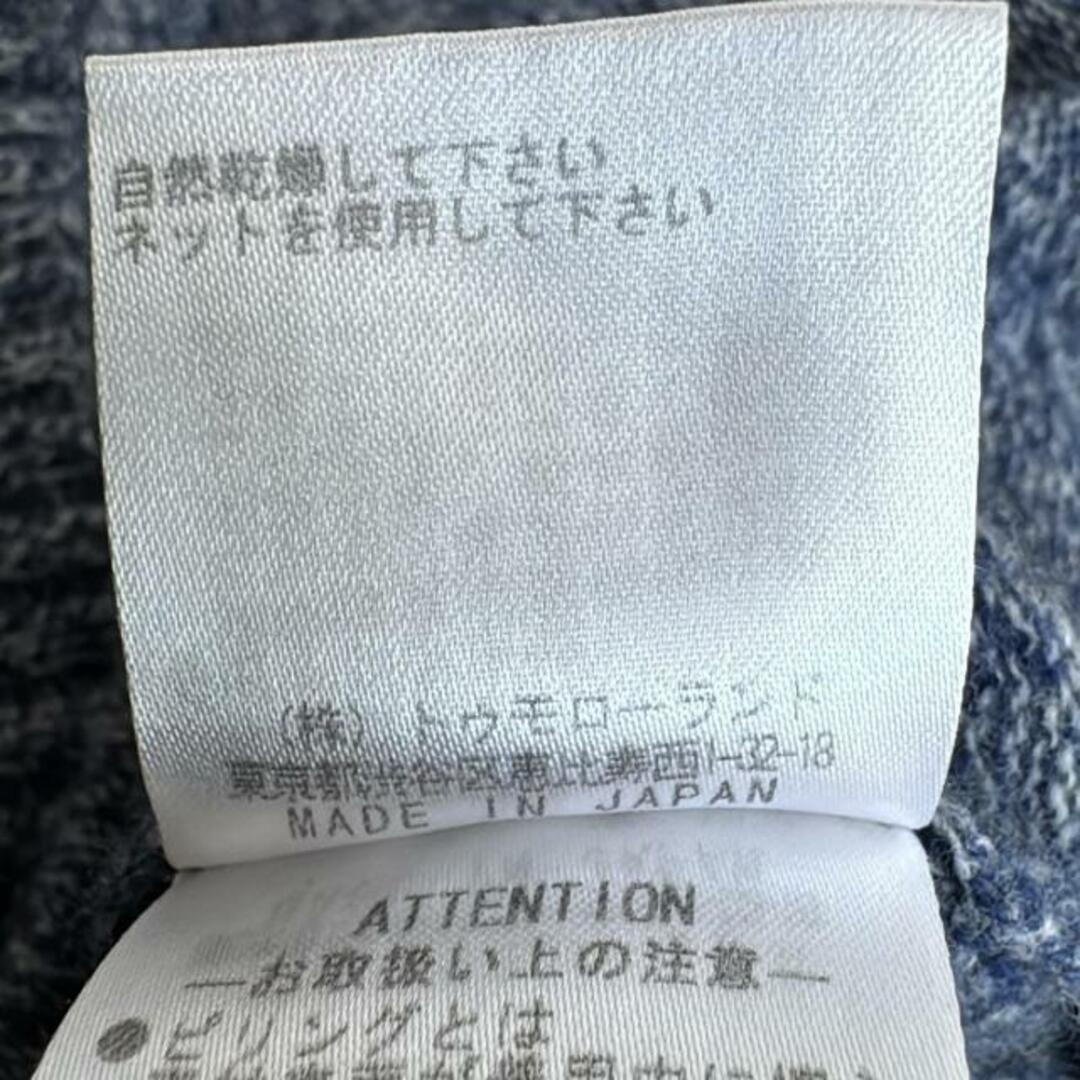 自然乾燥して下さい
ネットを使用して下さい
(株) トゥモローランド
東京都渋谷区恵比寿西1-32-18
MADE IN JAPAN
ATTENTION
—お取扱い上の注意—
●ピリングとは